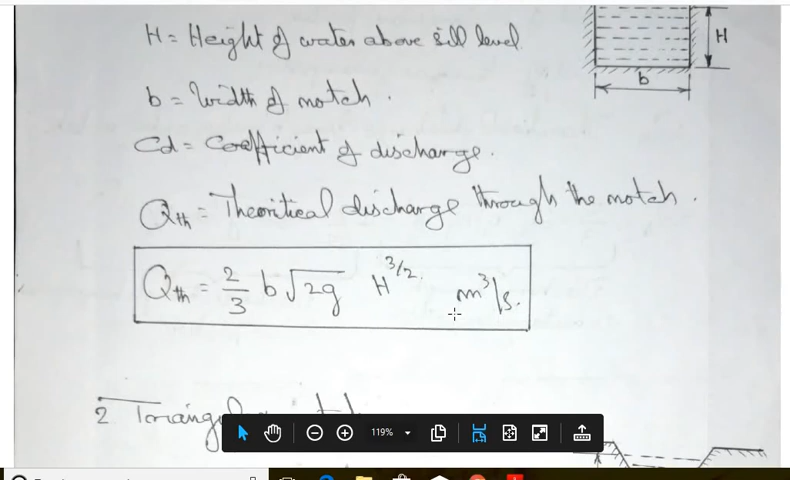 H = Height of water above sill level
H
b
b = Width of notch.
Cd = Coefficient of discharge.
Qth = Theoritical discharge through the notch.
Qth = 2/3 b √2g H^3/2 m³/s.
2 Triangul
119%